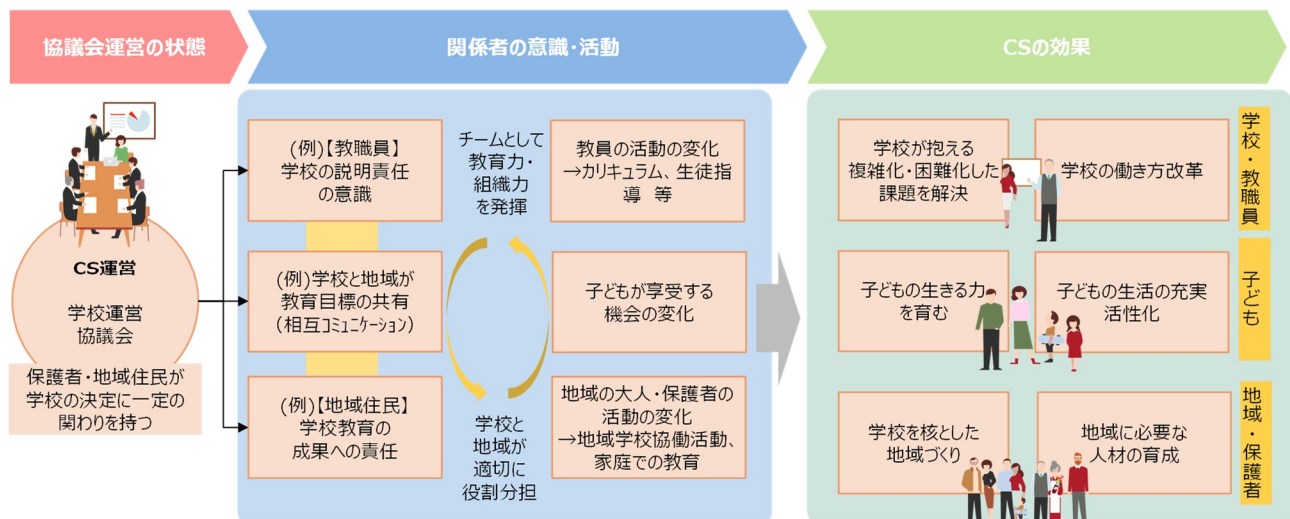 協議会運営の状態
関係者の意識・活動
CSの効果
CS運営
学校運営
協議会
保護者・地域住民が
学校の決定に一定の
関わりを持つ
(例)【教職員】
学校の説明責任
の意識
(例)学校と地域が
教育目標の共有
(相互コミュニケーション)
(例)【地域住民】
学校教育の
成果への責任
チームとして
教育力・
組織力
を発揮
学校と
地域が
適切に
役割分担
教員の活動の変化
→カリキュラム、生徒指
導 等
子どもが享受する
機会の変化
地域の大人・保護者の
活動の変化
→地域学校協働活動、
家庭での教育
学校が抱える
複雑化・困難化した
課題を解決
学校の働き方改革
学校・教職員
子どもの生きる力
を育む
子どもの生活の充実
活性化
子ども
学校を核とした
地域づくり
地域に必要な
人材の育成
地域・保護者